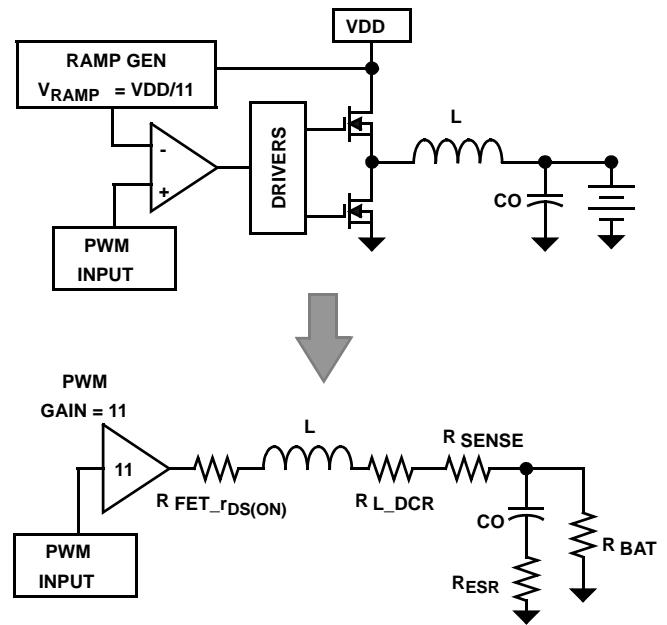 VDD
RAMP GEN
VRAMP = VDD/11
-
+
DRIVERS
L
CO
PWM
INPUT
PWM
GAIN = 11
11
L
R SENSE
R FET_rDS(ON)
R L_DCR
CO
R BAT
RESR
PWM
INPUT